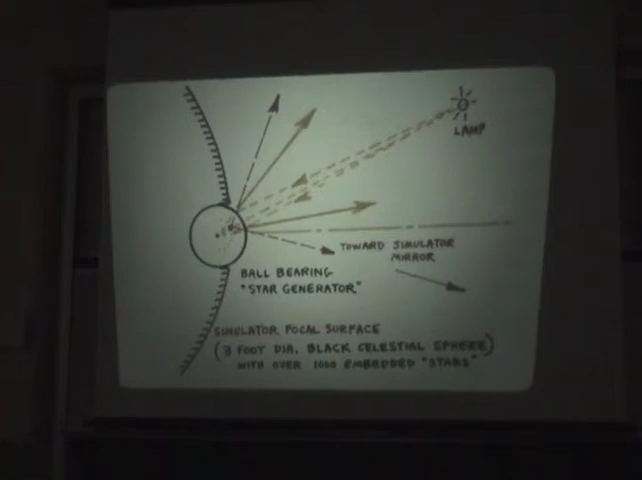 LAMP
TOWARD SIMULATOR
MIRROR
BALL BEARING
"STAR GENERATOR"
SIMULATOR FOCAL SURFACE
(3 FOOT DIA. BLACK CELESTIAL SPHERE)
WITH OVER 1000 EMBEDDED "STARS"